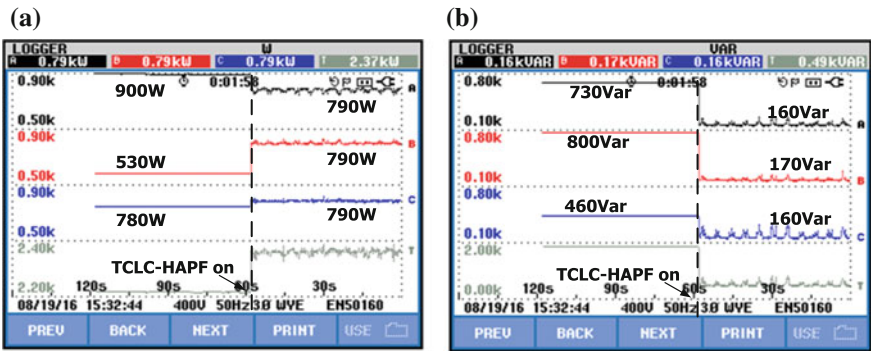 (a)
LOGGER W
A 0.79kW B 0.79kW C 0.79kW T 2.37kW
0.90k 900W 0:01:58 A
790W
0.50k
0.90k B
530W 790W
0.50k
0.90k C
780W 790W
0.50k
2.40k T
TCLC-HAPF on
2.20k 120s 90s 60s 30s
08/19/16 15:32:44 400V 50Hz 3Ø WYE EN50160
PREV BACK NEXT PRINT USE
(b)
LOGGER VAR
A 0.16kVAR B 0.17kVAR C 0.16kVAR T 0.49kVAR
0.80k 730Var 0:01:58
160Var
0.10k A
0.80k 800Var
170Var
0.10k B
0.80k
460Var 160Var
0.10k C
2.00k
TCLC-HAPF on
0.00k 120s 90s 60s 30s T
08/19/16 15:32:44 400V 50Hz 3Ø WYE EN50160
PREV BACK NEXT PRINT USE